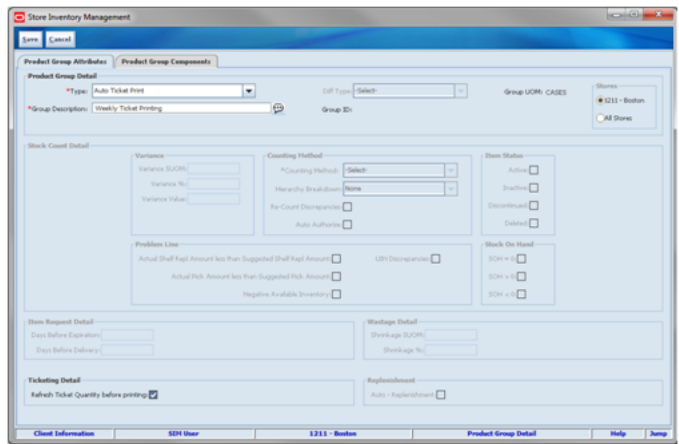 Store Inventory Management
Save Cancel
Product Group Attributes Product Group Components
Product Group Detail
*Type: Auto Ticket Print Diff Type: -Select- Group UOM: CASES Stores
1211 - Boston
*Group Description: Weekly Ticket Printing Group ID: All Stores
Stock Count Detail
Variance Counting Method Item Status
Variance SUOM: *Counting Method: -Select- Active:
Variance %: Hierarchy Breakdown: None Inactive:
Variance Value: Re-Count Discrepancies: Discontinued:
Auto Authorize: Deleted:
Problem Line Stock On Hand
Actual Shelf Repl Amount less than Suggested Shelf Repl Amount: UIN Discrepancies: SOH = 0:
Actual Pick Amount less than Suggested Pick Amount: SOH > 0:
Negative Available Inventory: SOH < 0:
Item Request Detail Wastage Detail
Days Before Expiration: Shrinkage SUOM:
Days Before Delivery: Shrinkage %:
Ticketing Detail Replenishment
Refresh Ticket Quantity before printing: Auto - Replenishment:
Client Information SIM User 1211 - Boston Product Group Detail Help Jump